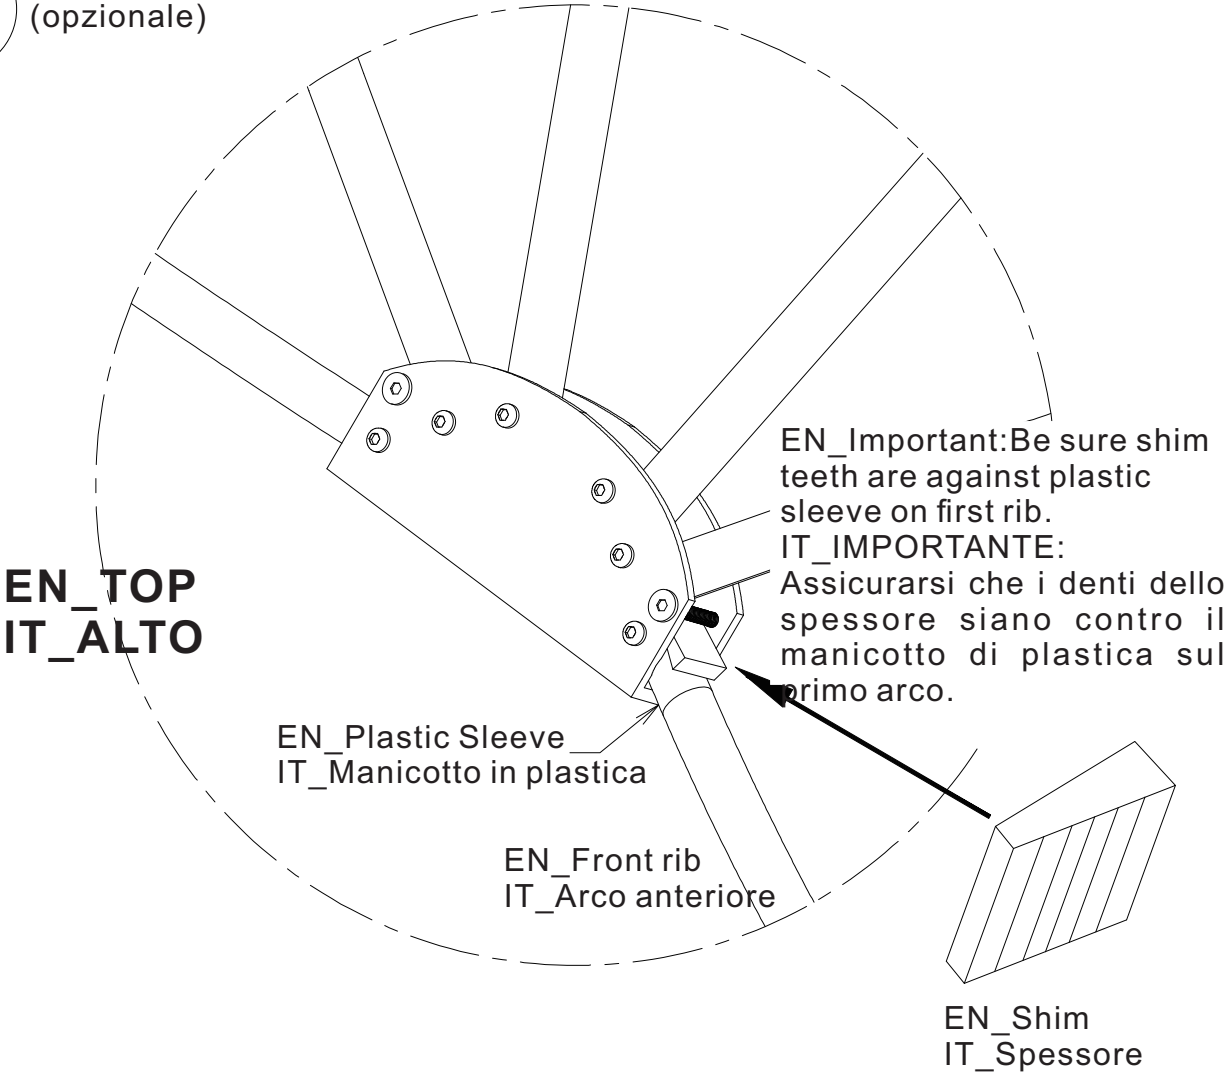 (opzionale)
EN_Important:Be sure shim
teeth are against plastic
sleeve on first rib.
IT_IMPORTANTE:
Assicurarsi che i denti dello
spessore siano contro il
manicotto di plastica sul
primo arco.
EN_TOP
IT_ALTO
EN_Plastic Sleeve
IT_Manicotto in plastica
EN_Front rib
IT_Arco anteriore
EN_Shim
IT_Spessore